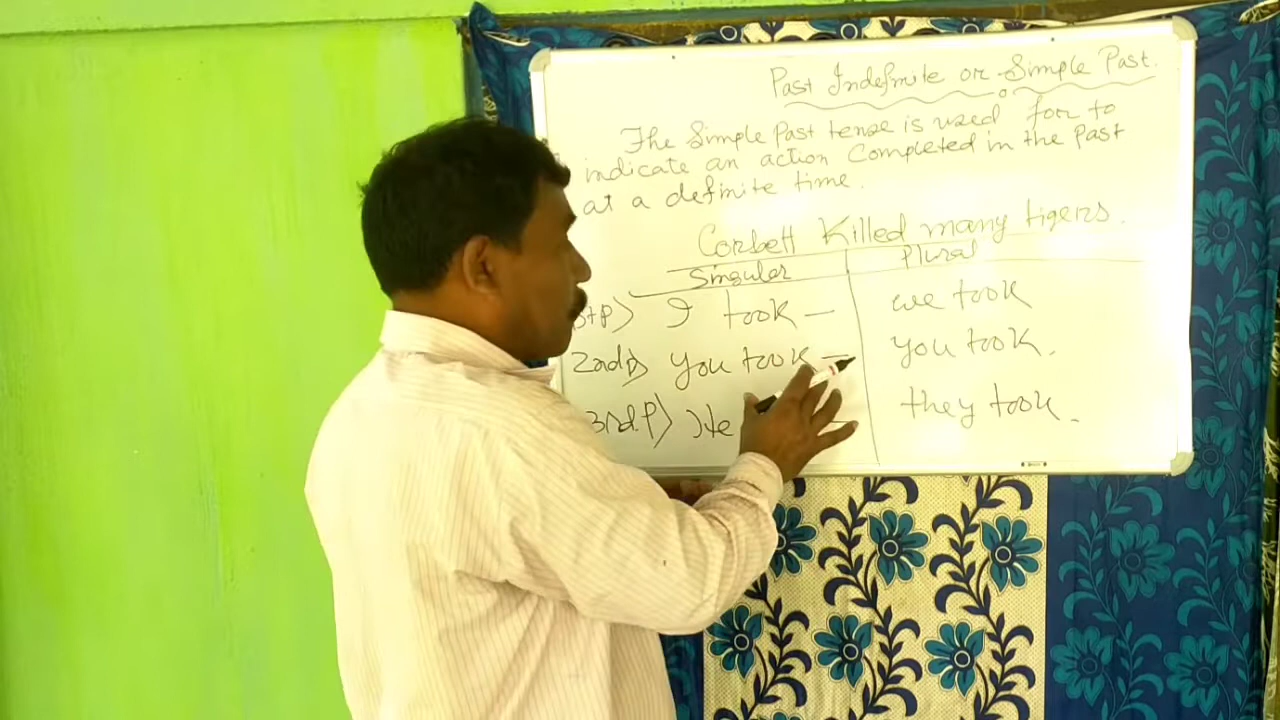 Past Indefinite or Simple Past.
The Simple Past tense is used for to
indicate an action Completed in the Past
at a definite time.
Corbett Killed many tigers.
Singular Plural
I took — we took
2nd P) You took — you took.
3rd P) He they took.